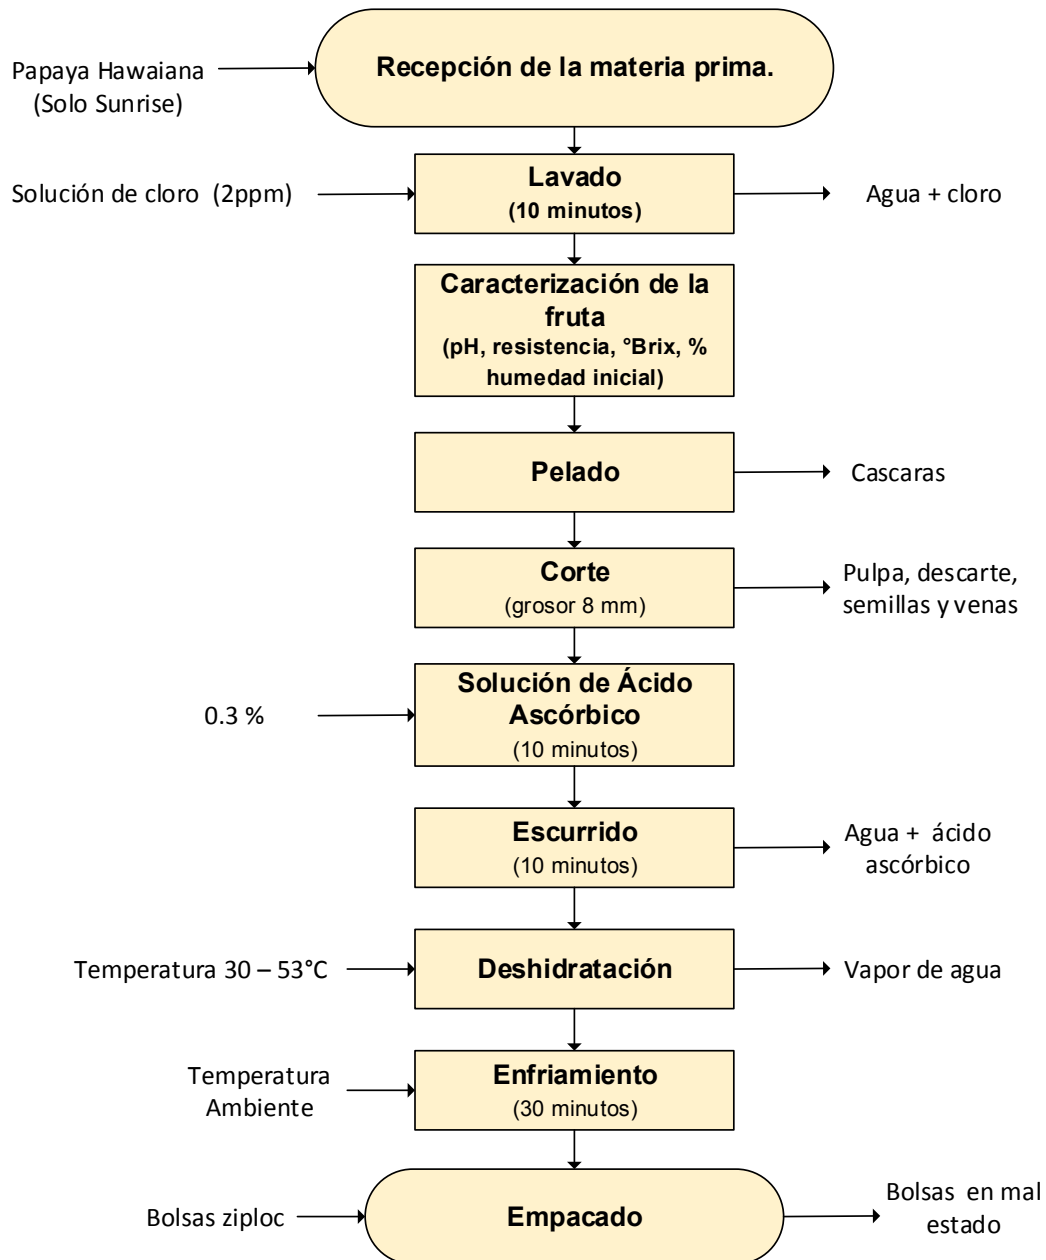 Recepción de la materia prima.
Papaya Hawaiana
(Solo Sunrise)
Solución de cloro (2ppm)
Lavado
(10 minutos)
Agua + cloro
Caracterización de la
fruta
(pH, resistencia, °Brix, %
humedad inicial)
Pelado
Cascaras
Corte
(grosor 8 mm)
Pulpa, descarte,
semillas y venas
0.3 %
Solución de Ácido
Ascórbico
(10 minutos)
Escurrido
(10 minutos)
Agua + ácido
ascórbico
Temperatura 30 – 53°C
Deshidratación
Vapor de agua
Temperatura
Ambiente
Enfriamiento
(30 minutos)
Bolsas ziploc
Empacado
Bolsas en mal
estado